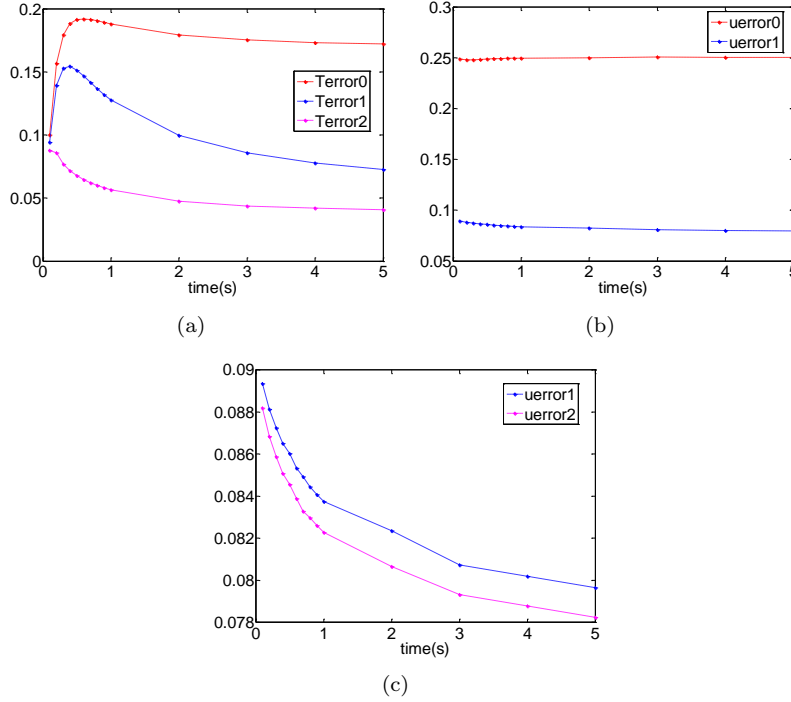 0.2
0.15
0.1
0.05
0
0 1 2 3 4 5
time(s)
Terror0
Terror1
Terror2
(a)
0.3
0.25
0.2
0.15
0.1
0.05
0 1 2 3 4 5
time(s)
uerror0
uerror1
(b)
0.09
0.088
0.086
0.084
0.082
0.08
0.078
0 1 2 3 4 5
time(s)
uerror1
uerror2
(c)